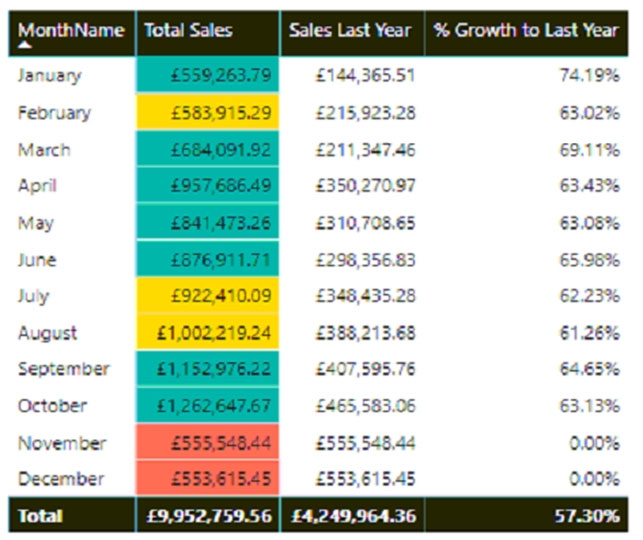 MonthName Total Sales Sales Last Year % Growth to Last Year
January £559,263.79 £144,365.51 74.19%
February £583,915.29 £215,923.28 63.02%
March £684,091.92 £211,347.46 69.11%
April £957,686.49 £350,270.97 63.43%
May £841,473.26 £310,708.65 63.08%
June £876,911.71 £298,356.83 65.98%
July £922,410.09 £348,435.28 62.23%
August £1,002,219.24 £388,213.68 61.26%
September £1,152,976.22 £407,595.76 64.65%
October £1,262,647.67 £465,583.06 63.13%
November £555,548.44 £555,548.44 0.00%
December £553,615.45 £553,615.45 0.00%
Total £9,952,759.56 £4,249,964.36 57.30%